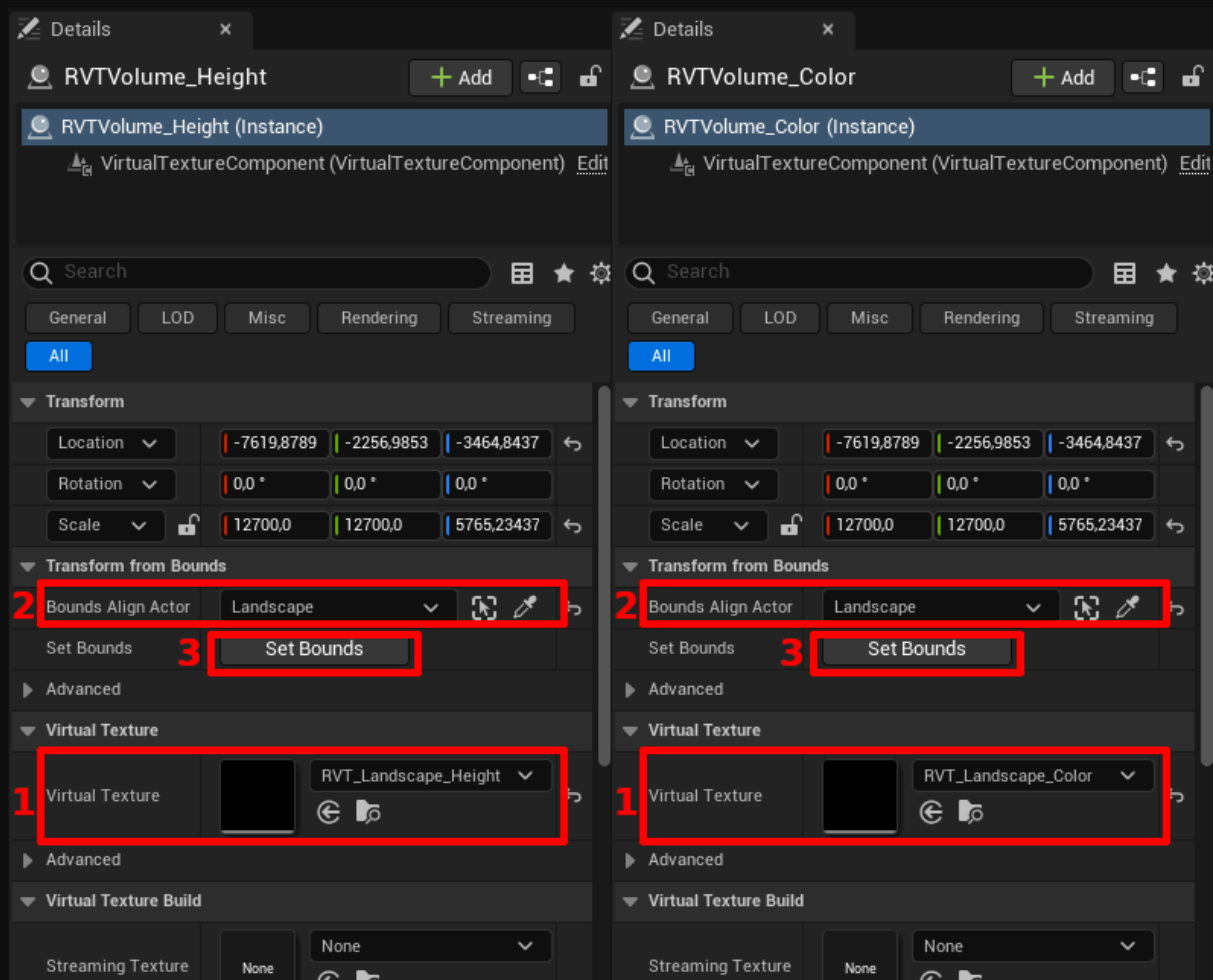 Details
RVTVolume_Height
Add
RVTVolume_Height (Instance)
VirtualTextureComponent (VirtualTextureComponent) Edit
Search
General LOD Misc Rendering Streaming
All
Transform
Location -7619,8789 -2256,9853 -3464,8437
Rotation 0,0 ° 0,0 ° 0,0 °
Scale 12700,0 12700,0 5765,23437
Transform from Bounds
2 Bounds Align Actor Landscape
Set Bounds 3 Set Bounds
Advanced
Virtual Texture
RVT_Landscape_Height
1 Virtual Texture
Advanced
Virtual Texture Build
None
Streaming Texture None
Details
RVTVolume_Color
Add
RVTVolume_Color (Instance)
VirtualTextureComponent (VirtualTextureComponent) Edit
Search
General LOD Misc Rendering Streaming
All
Transform
Location -7619,8789 -2256,9853 -3464,8437
Rotation 0,0 ° 0,0 ° 0,0 °
Scale 12700,0 12700,0 5765,23437
Transform from Bounds
2 Bounds Align Actor Landscape
Set Bounds 3 Set Bounds
Advanced
Virtual Texture
RVT_Landscape_Color
1 Virtual Texture
Advanced
Virtual Texture Build
None
Streaming Texture None